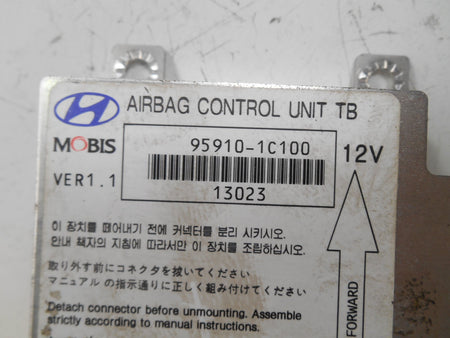 AIRBAG CONTROL UNIT TB
MOBIS
95910-1C100
12V
VER1.1
13023
이 장치를 떼어내기 전에 커넥터를 분리 시키시오.
안내 책자의 지침에 따라서만 이 장치를 조립하십시오.
取り外す前にコネクタを抜いてください
マニュアル の指示通りに正しく組み付けてください
Detach connector before unmounting. Assemble
strictly according to manual instructions.
FORWARD